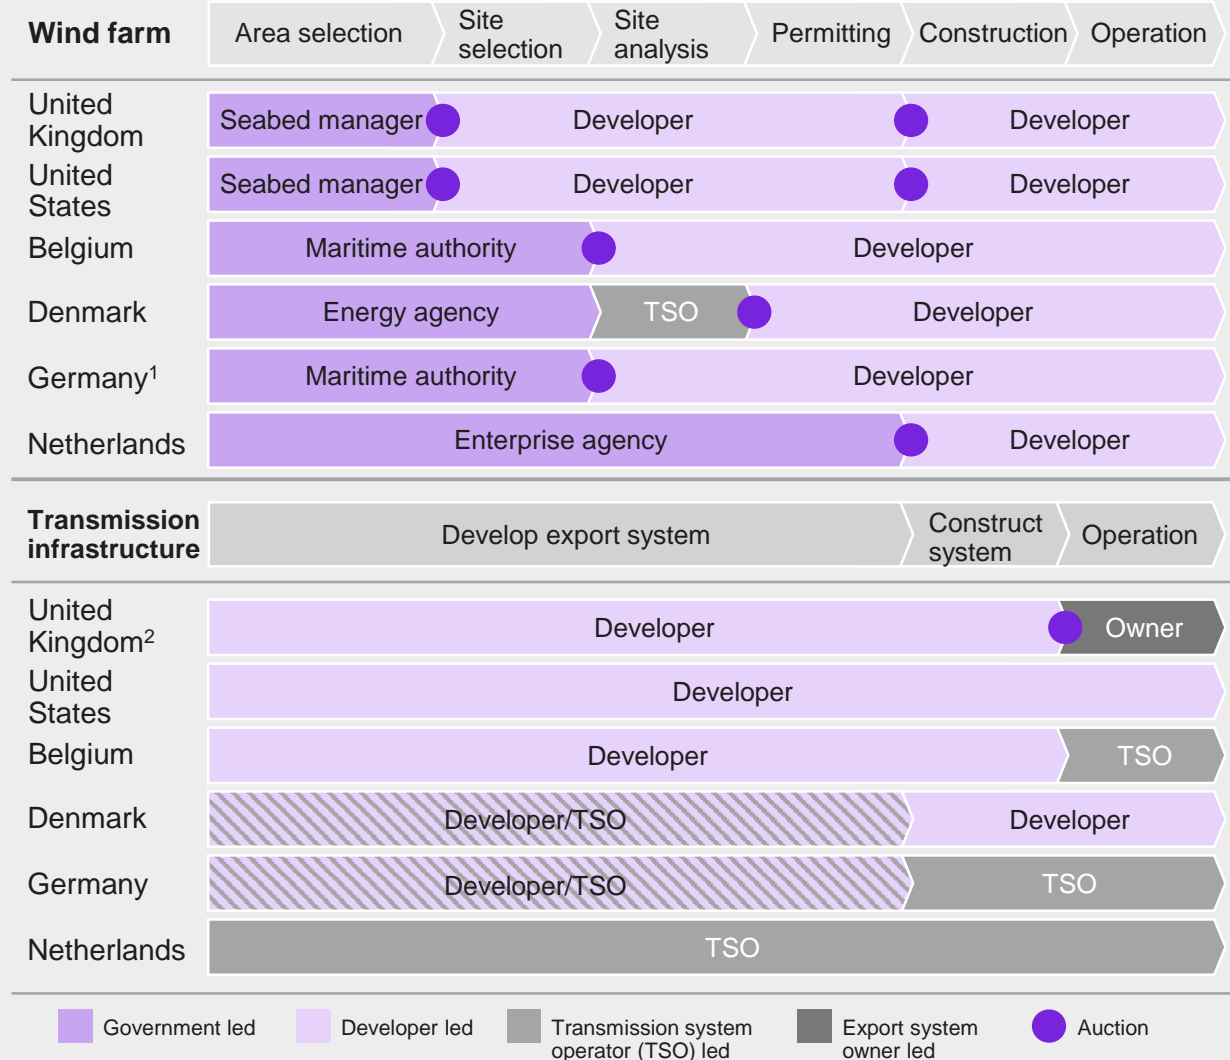 Wind farm
Area selection
Site
selection
Site
analysis
Permitting
Construction
Operation
United
Kingdom
Seabed manager
Developer
Developer
United
States
Seabed manager
Developer
Developer
Belgium
Maritime authority
Developer
Denmark
Energy agency
TSO
Developer
Germany¹
Maritime authority
Developer
Netherlands
Enterprise agency
Developer
Transmission
infrastructure
Develop export system
Construct
system
Operation
United
Kingdom²
Developer
Owner
United
States
Developer
Belgium
Developer
TSO
Denmark
Developer/TSO
Developer
Germany
Developer/TSO
TSO
Netherlands
TSO
Government led
Developer led
Transmission system
operator (TSO) led
Export system
owner led
Auction